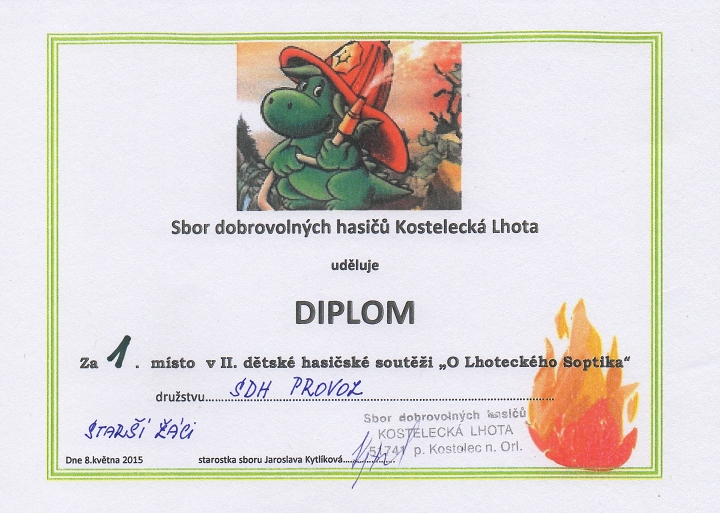 Sbor dobrovolných hasičů Kostelecká Lhota
uděluje
DIPLOM
Za 1. místo v II. dětské hasičské soutěži „O Lhoteckého Soptika“
družstvu....SDH PROVOZ....
Sbor dobrovolných hasičů
KOSTELECKÁ LHOTA
51741 p. Kostelec n. Orl.
STARŠÍ ŽÁCI
Dne 8.května 2015 starostka sboru Jaroslava Kytlíková....